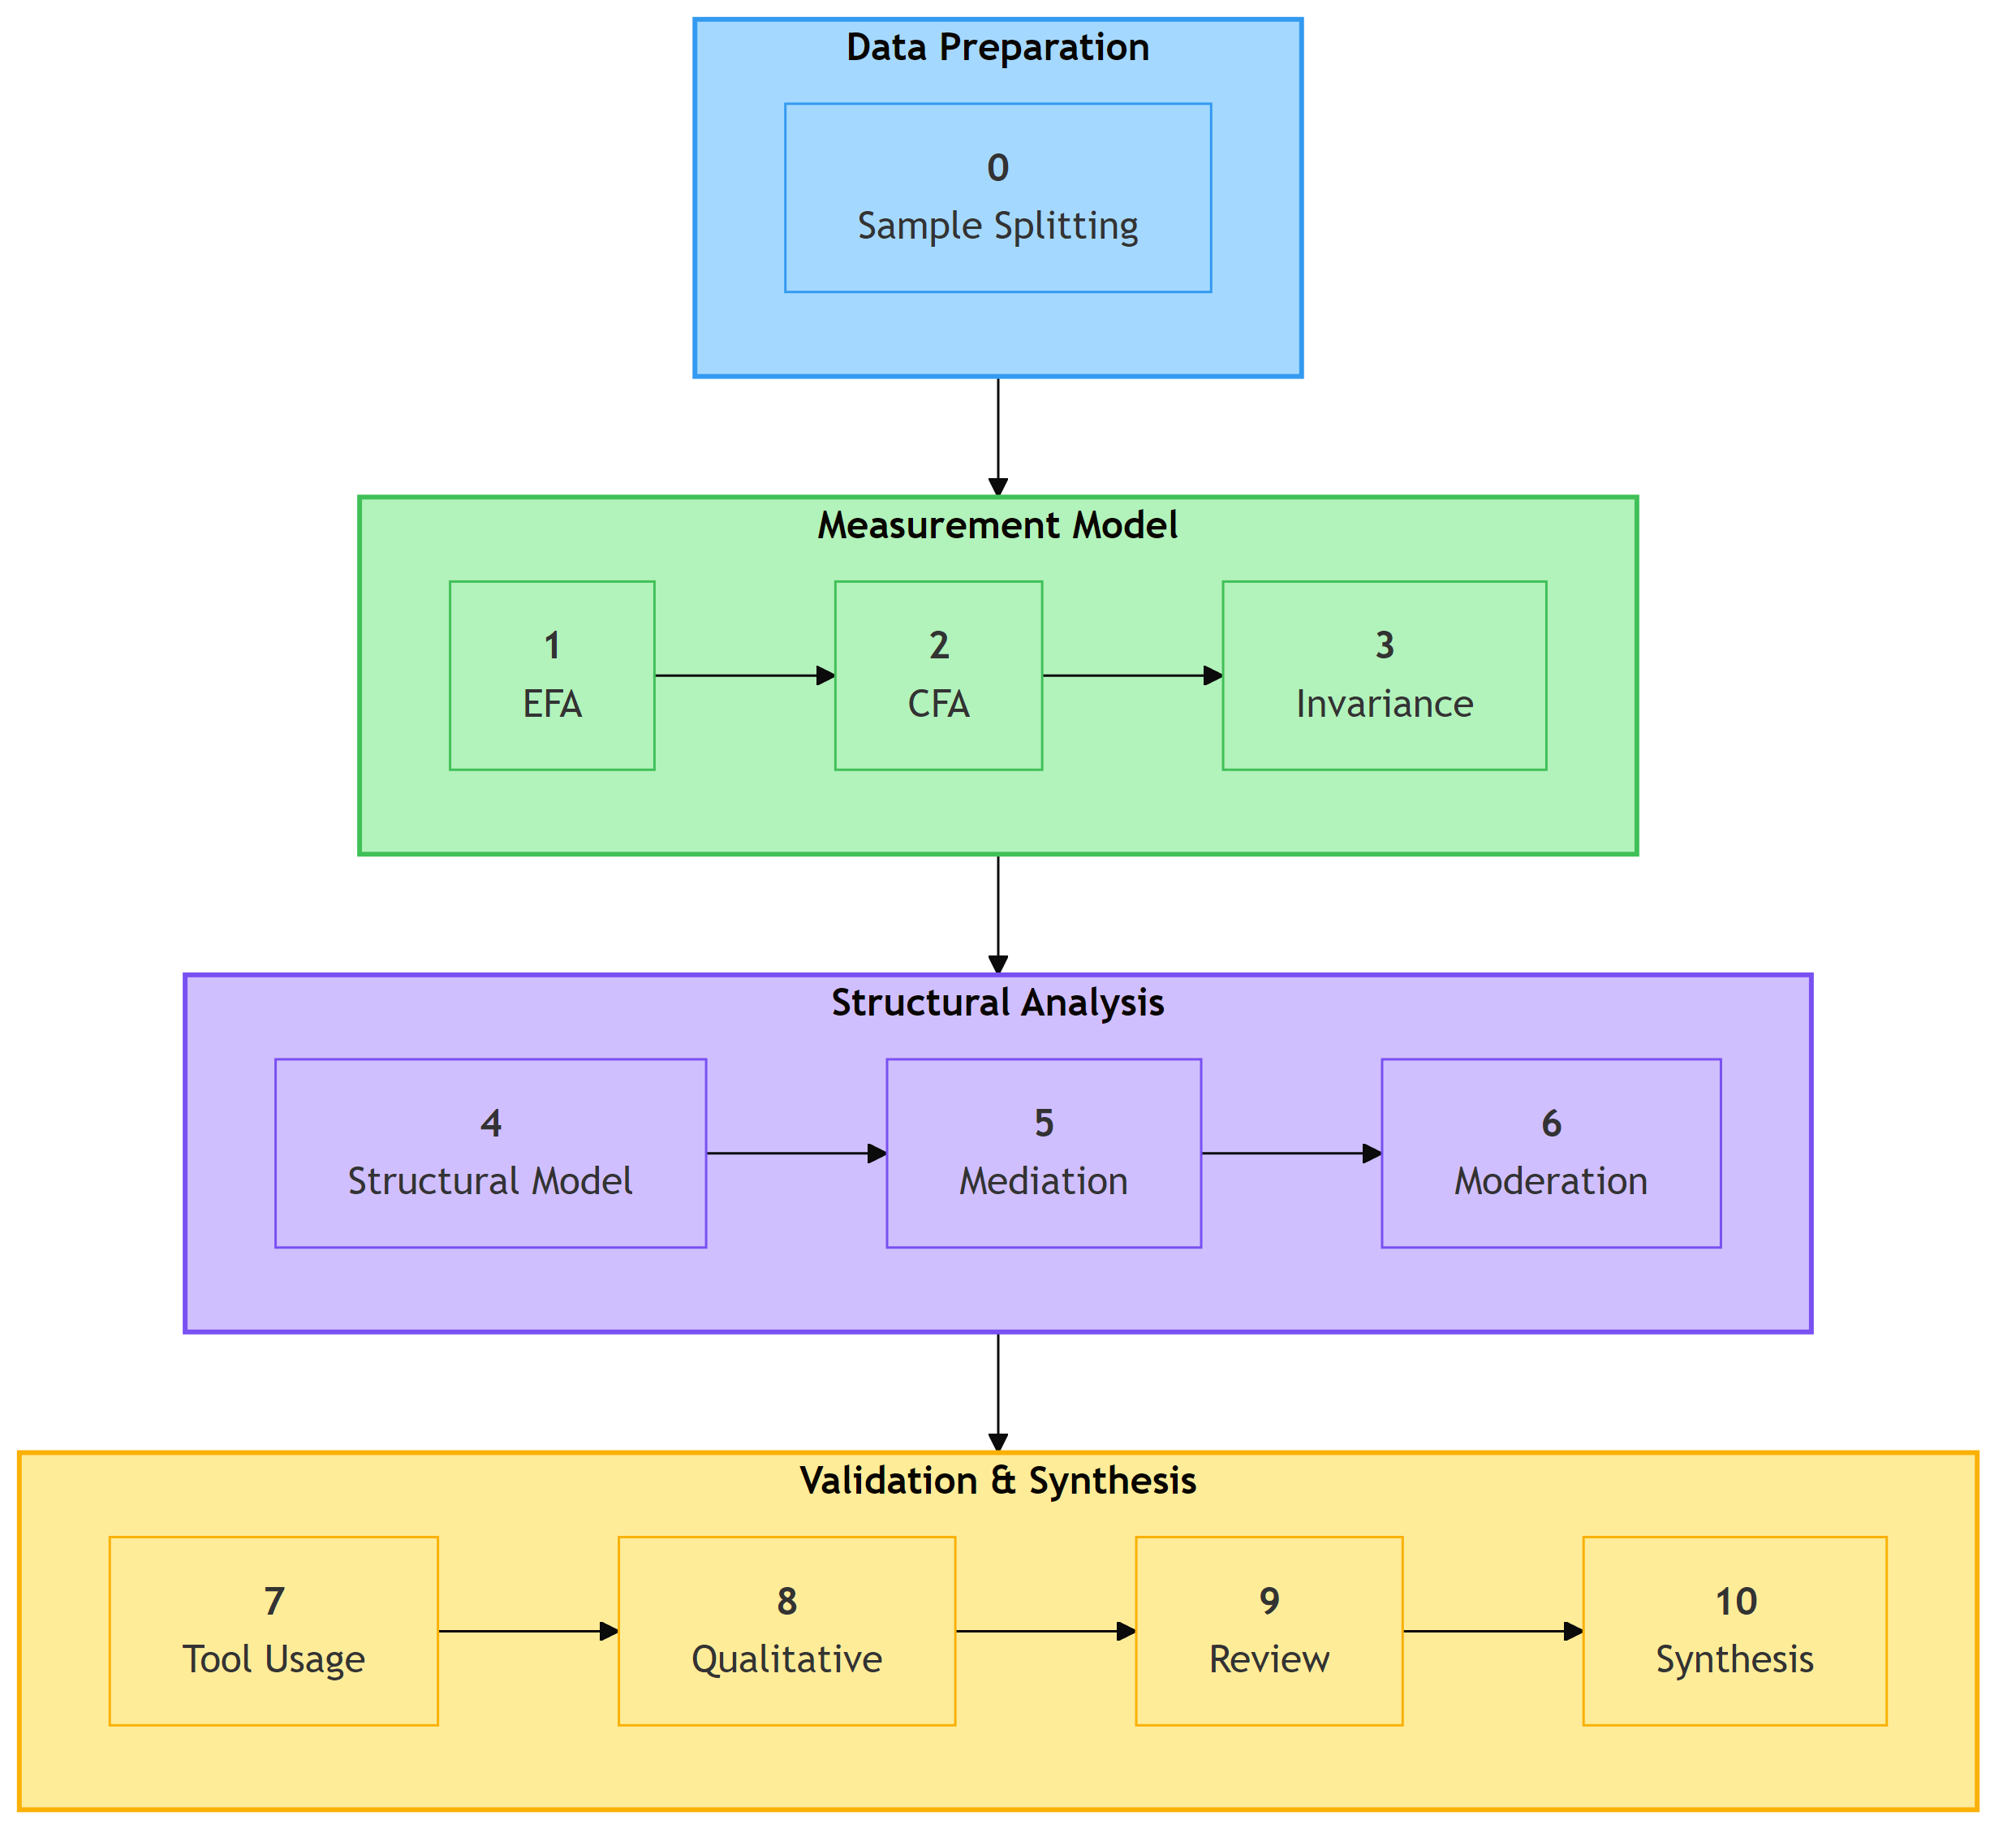 Data Preparation
0
Sample Splitting
Measurement Model
1
EFA
2
CFA
3
Invariance
Structural Analysis
4
Structural Model
5
Mediation
6
Moderation
Validation & Synthesis
7
Tool Usage
8
Qualitative
9
Review
10
Synthesis